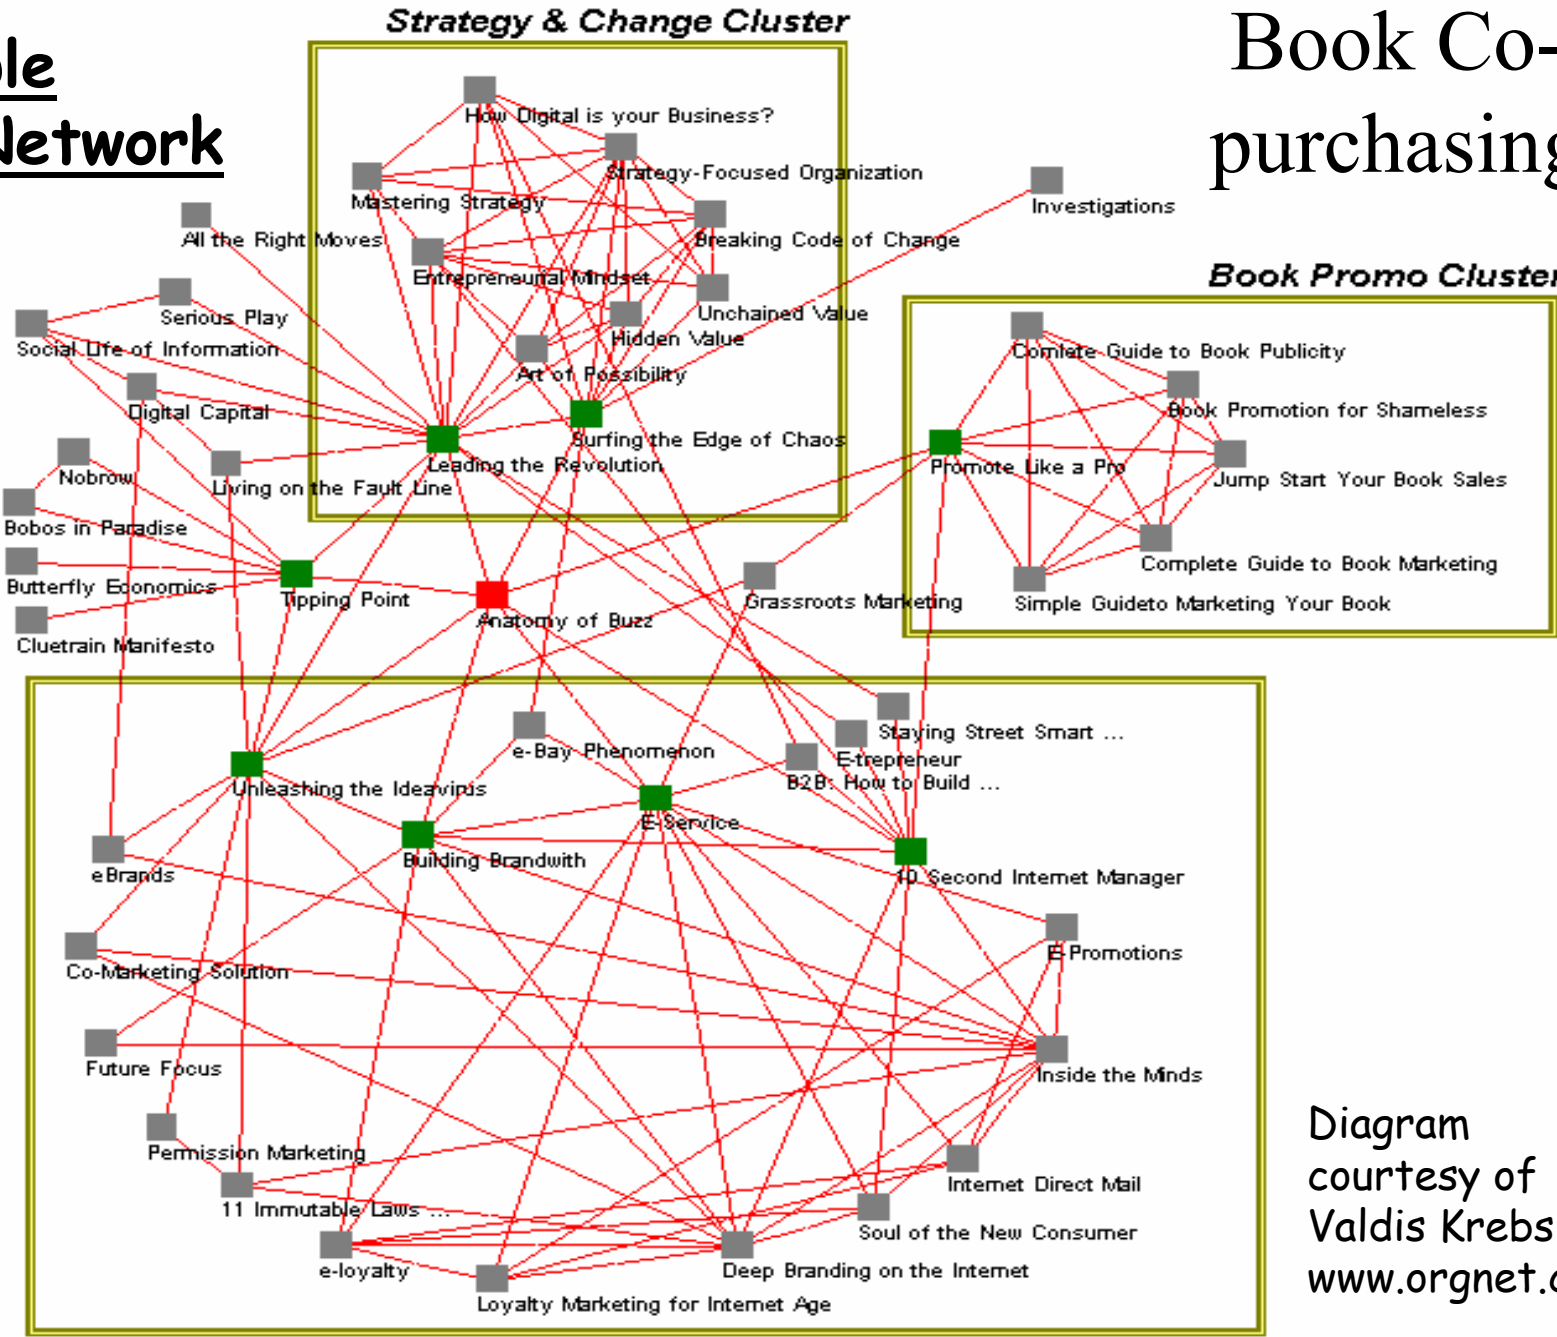 Strategy & Change Cluster
Book Co-
purchasing
Network
How Digital is your Business?
Strategy-Focused Organization
Mastering Strategy
Investigations
All the Right Moves
Breaking Code of Change
Book Promo Cluster
Entrepreneurial Mindset
Unchained Value
Serious Play
Hidden Value
Social Life of Information
Comlete Guide to Book Publicity
Art of Possibility
Digital Capital
Book Promotion for Shameless
Surfing the Edge of Chaos
Leading the Revolution
Promote Like a Pro
Nobrow
Living on the Fault Line
Jump Start Your Book Sales
Bobos in Paradise
Complete Guide to Book Marketing
Butterfly Economics
Tipping Point
Grassroots Marketing
Simple Guideto Marketing Your Book
Anatomy of Buzz
Cluetrain Manifesto
Staying Street Smart ...
e-Bay Phenomenon
E-trepreneur
B2B: How to Build ...
Unleashing the Ideavirus
E-Service
Building Brandwith
eBrands
10 Second Internet Manager
E-Promotions
Co-Marketing Solution
Future Focus
Inside the Minds
Permission Marketing
Internet Direct Mail
11 Immutable Laws ...
Soul of the New Consumer
e-loyalty
Deep Branding on the Internet
Loyalty Marketing for Internet Age
Diagram
courtesy of
Valdis Krebs
www.orgnet.